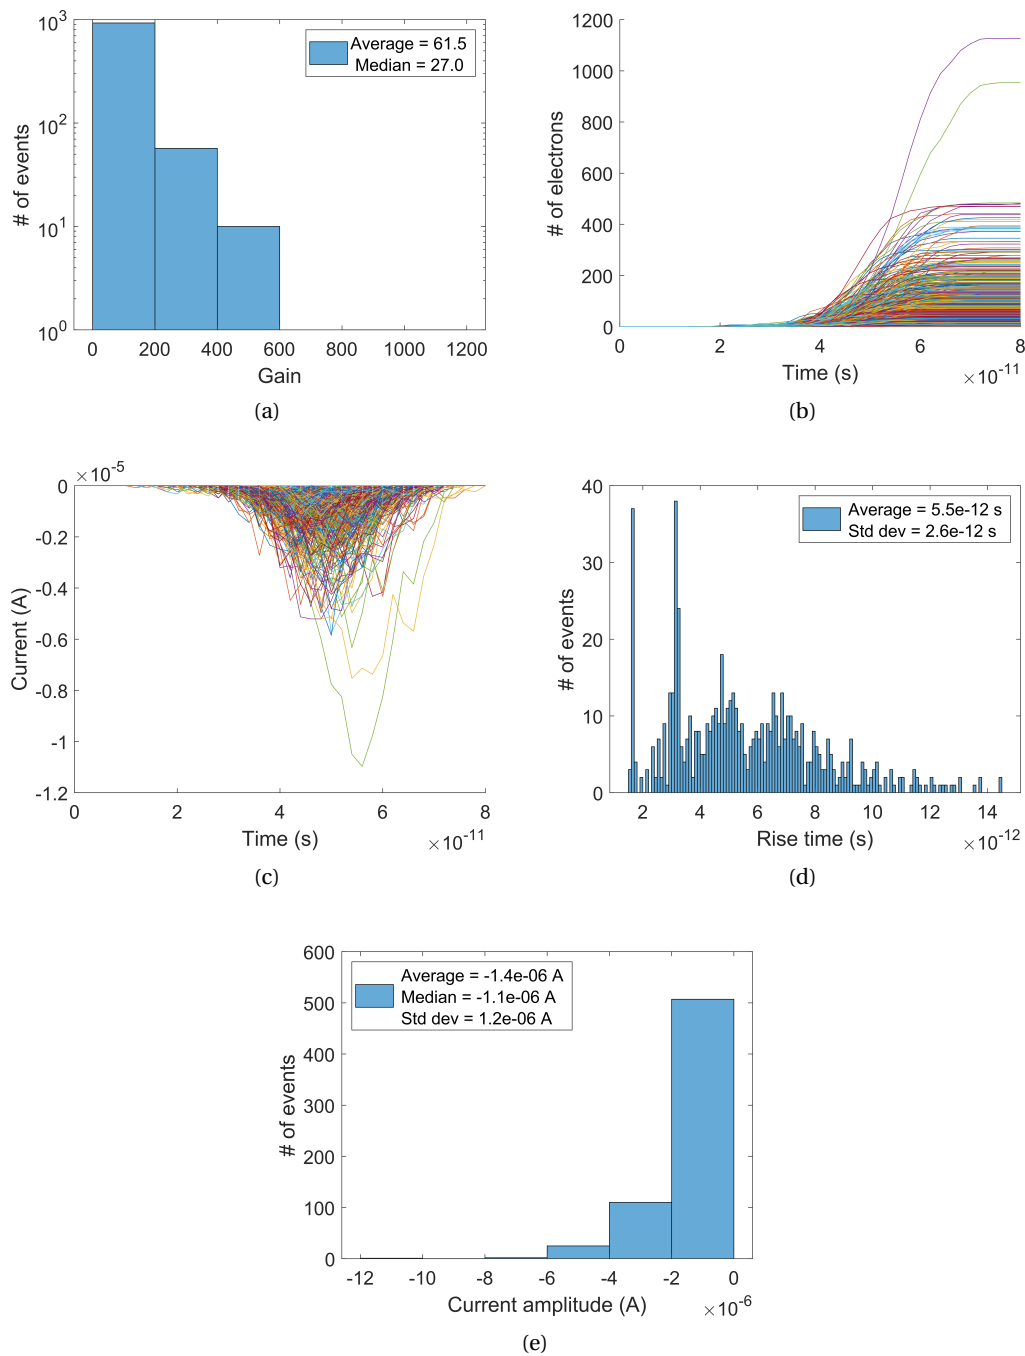 10^3
10^2
10^1
10^0
# of events
Average = 61.5
Median = 27.0
0 200 400 600 800 1000 1200
Gain
(a)
1200
1000
800
600
400
200
0
# of electrons
0 2 4 6 8
Time (s)
×10^-11
(b)
×10^-5
0
-0.2
-0.4
-0.6
-0.8
-1
-1.2
Current (A)
0 2 4 6 8
Time (s)
×10^-11
(c)
40
30
20
10
0
# of events
Average = 5.5e-12 s
Std dev = 2.6e-12 s
2 4 6 8 10 12 14
Rise time (s)
×10^-12
(d)
600
500
400
300
200
100
0
# of events
Average = -1.4e-06 A
Median = -1.1e-06 A
Std dev = 1.2e-06 A
-12 -10 -8 -6 -4 -2 0
Current amplitude (A)
×10^-6
(e)